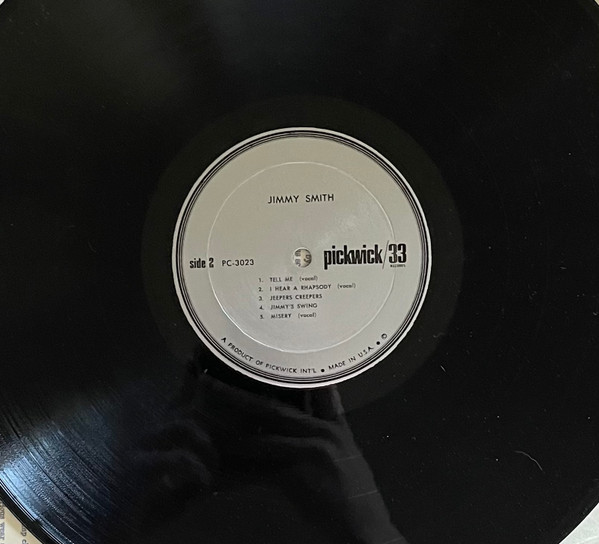 JIMMY SMITH
side 2 PC-3023 pickwick/33
RECORDS
1. TELL ME (vocal)
2. I HEAR A RHAPSODY (vocal)
3. JEEPERS CREEPERS
4. JIMMY'S SWING
5. MISERY (vocal)
A PRODUCT OF PICKWICK INT'L • MADE IN U.S.A. • ©